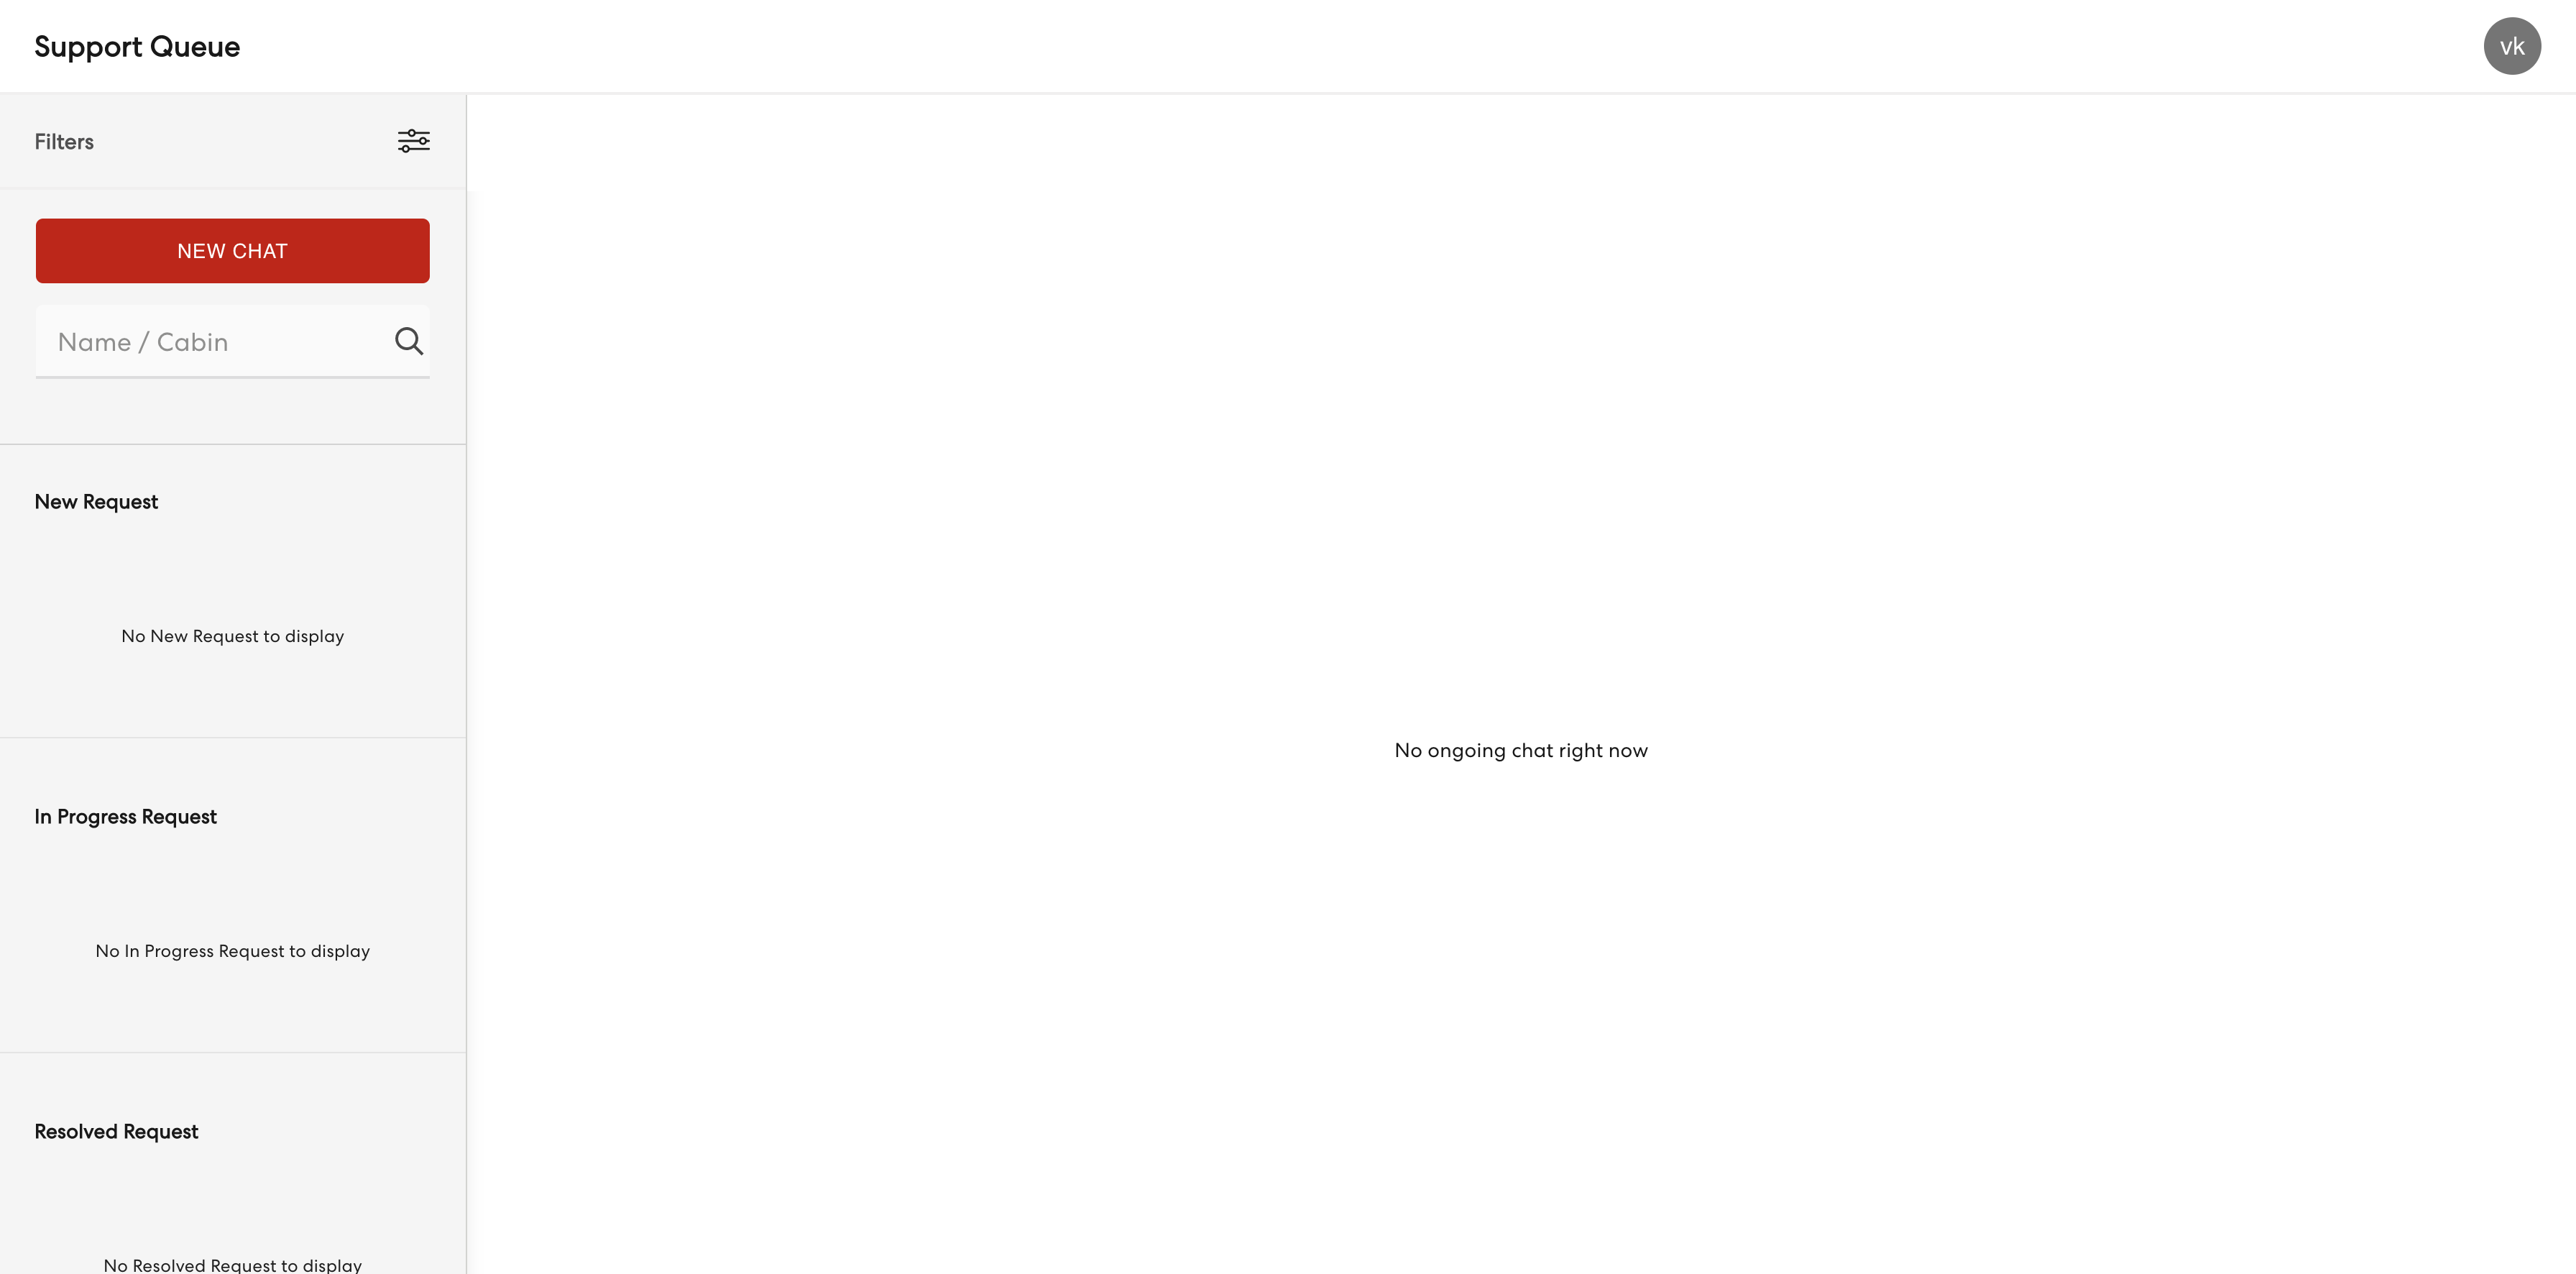 Support Queue
vk
Filters
NEW CHAT
Name / Cabin
New Request
No New Request to display
In Progress Request
No In Progress Request to display
Resolved Request
No Resolved Request to display
No ongoing chat right now